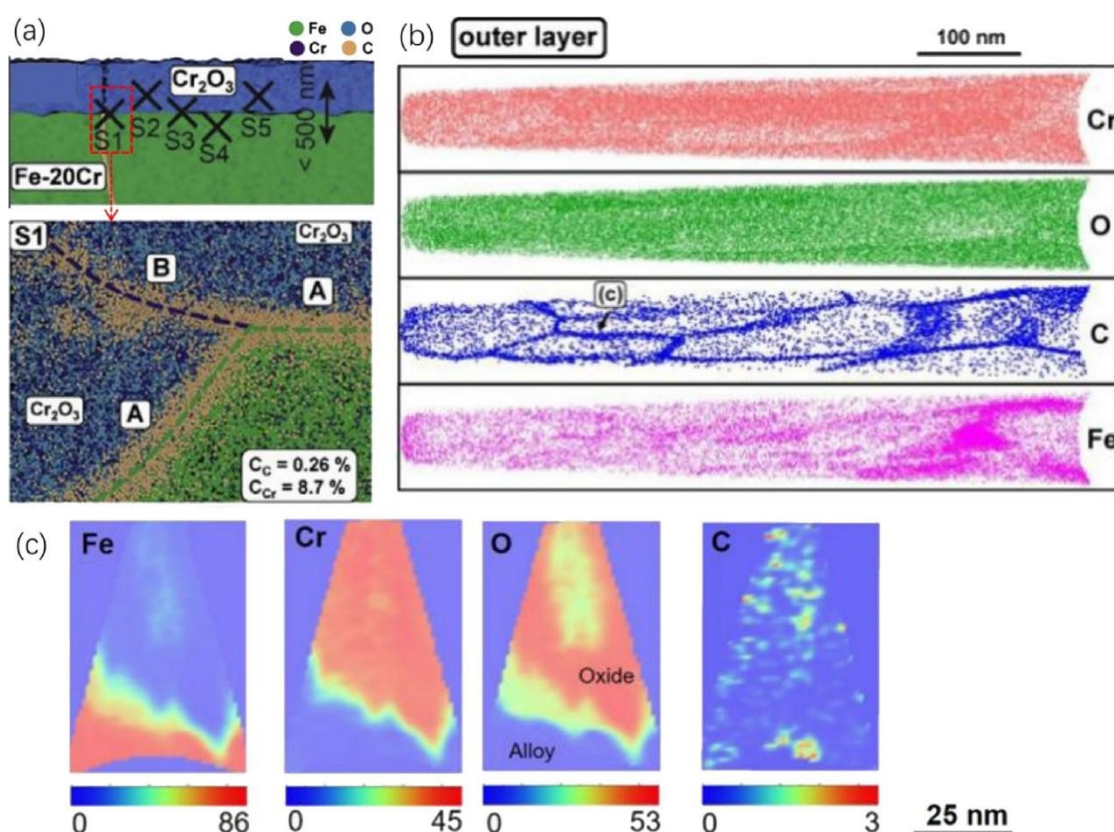 (a)
Fe O
Cr C
Cr2O3
S1 S2 S3 S4 S5
< 500 nm
Fe-20Cr
S1
Cr2O3
B
A
Cr2O3
A
C_C = 0.26 %
C_Cr = 8.7 %
(b)
outer layer
100 nm
Cr
O
(c)
C
Fe
(c)
Fe
Cr
O
C
Oxide
Alloy
0 86
0 45
0 53
0 3
25 nm